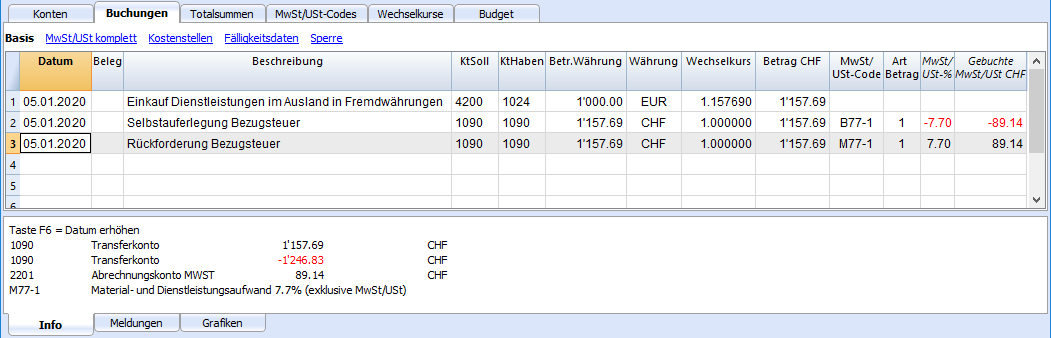 Konten Buchungen Totalsummen MwSt/USt-Codes Wechselkurse Budget
Basis MwSt/USt komplett Kostenstellen Fälligkeitsdaten Sperre
Datum Beleg Beschreibung KtSoll KtHaben Betr.Währung Währung Wechselkurs Betrag CHF MwSt/ Art MwSt/ Gebuchte
USt-Code Betrag USt-% MwSt/USt CHF
1 05.01.2020 Einkauf Dienstleistungen im Ausland in Fremdwährungen 4200 1024 1'000.00 EUR 1.157690 1'157.69
2 05.01.2020 Selbstauferlegung Bezugsteuer 1090 1090 1'157.69 CHF 1.000000 1'157.69 B77-1 1 -7.70 -89.14
3 05.01.2020 Rückforderung Bezugsteuer 1090 1090 1'157.69 CHF 1.000000 1'157.69 M77-1 1 7.70 89.14
4
5
6
Taste F6 = Datum erhöhen
1090 Transferkonto 1'157.69 CHF
1090 Transferkonto -1'246.83 CHF
2201 Abrechnungskonto MWST 89.14 CHF
M77-1 Material- und Dienstleistungsaufwand 7.7% (exklusive MwSt/USt)
Info Meldungen Grafiken